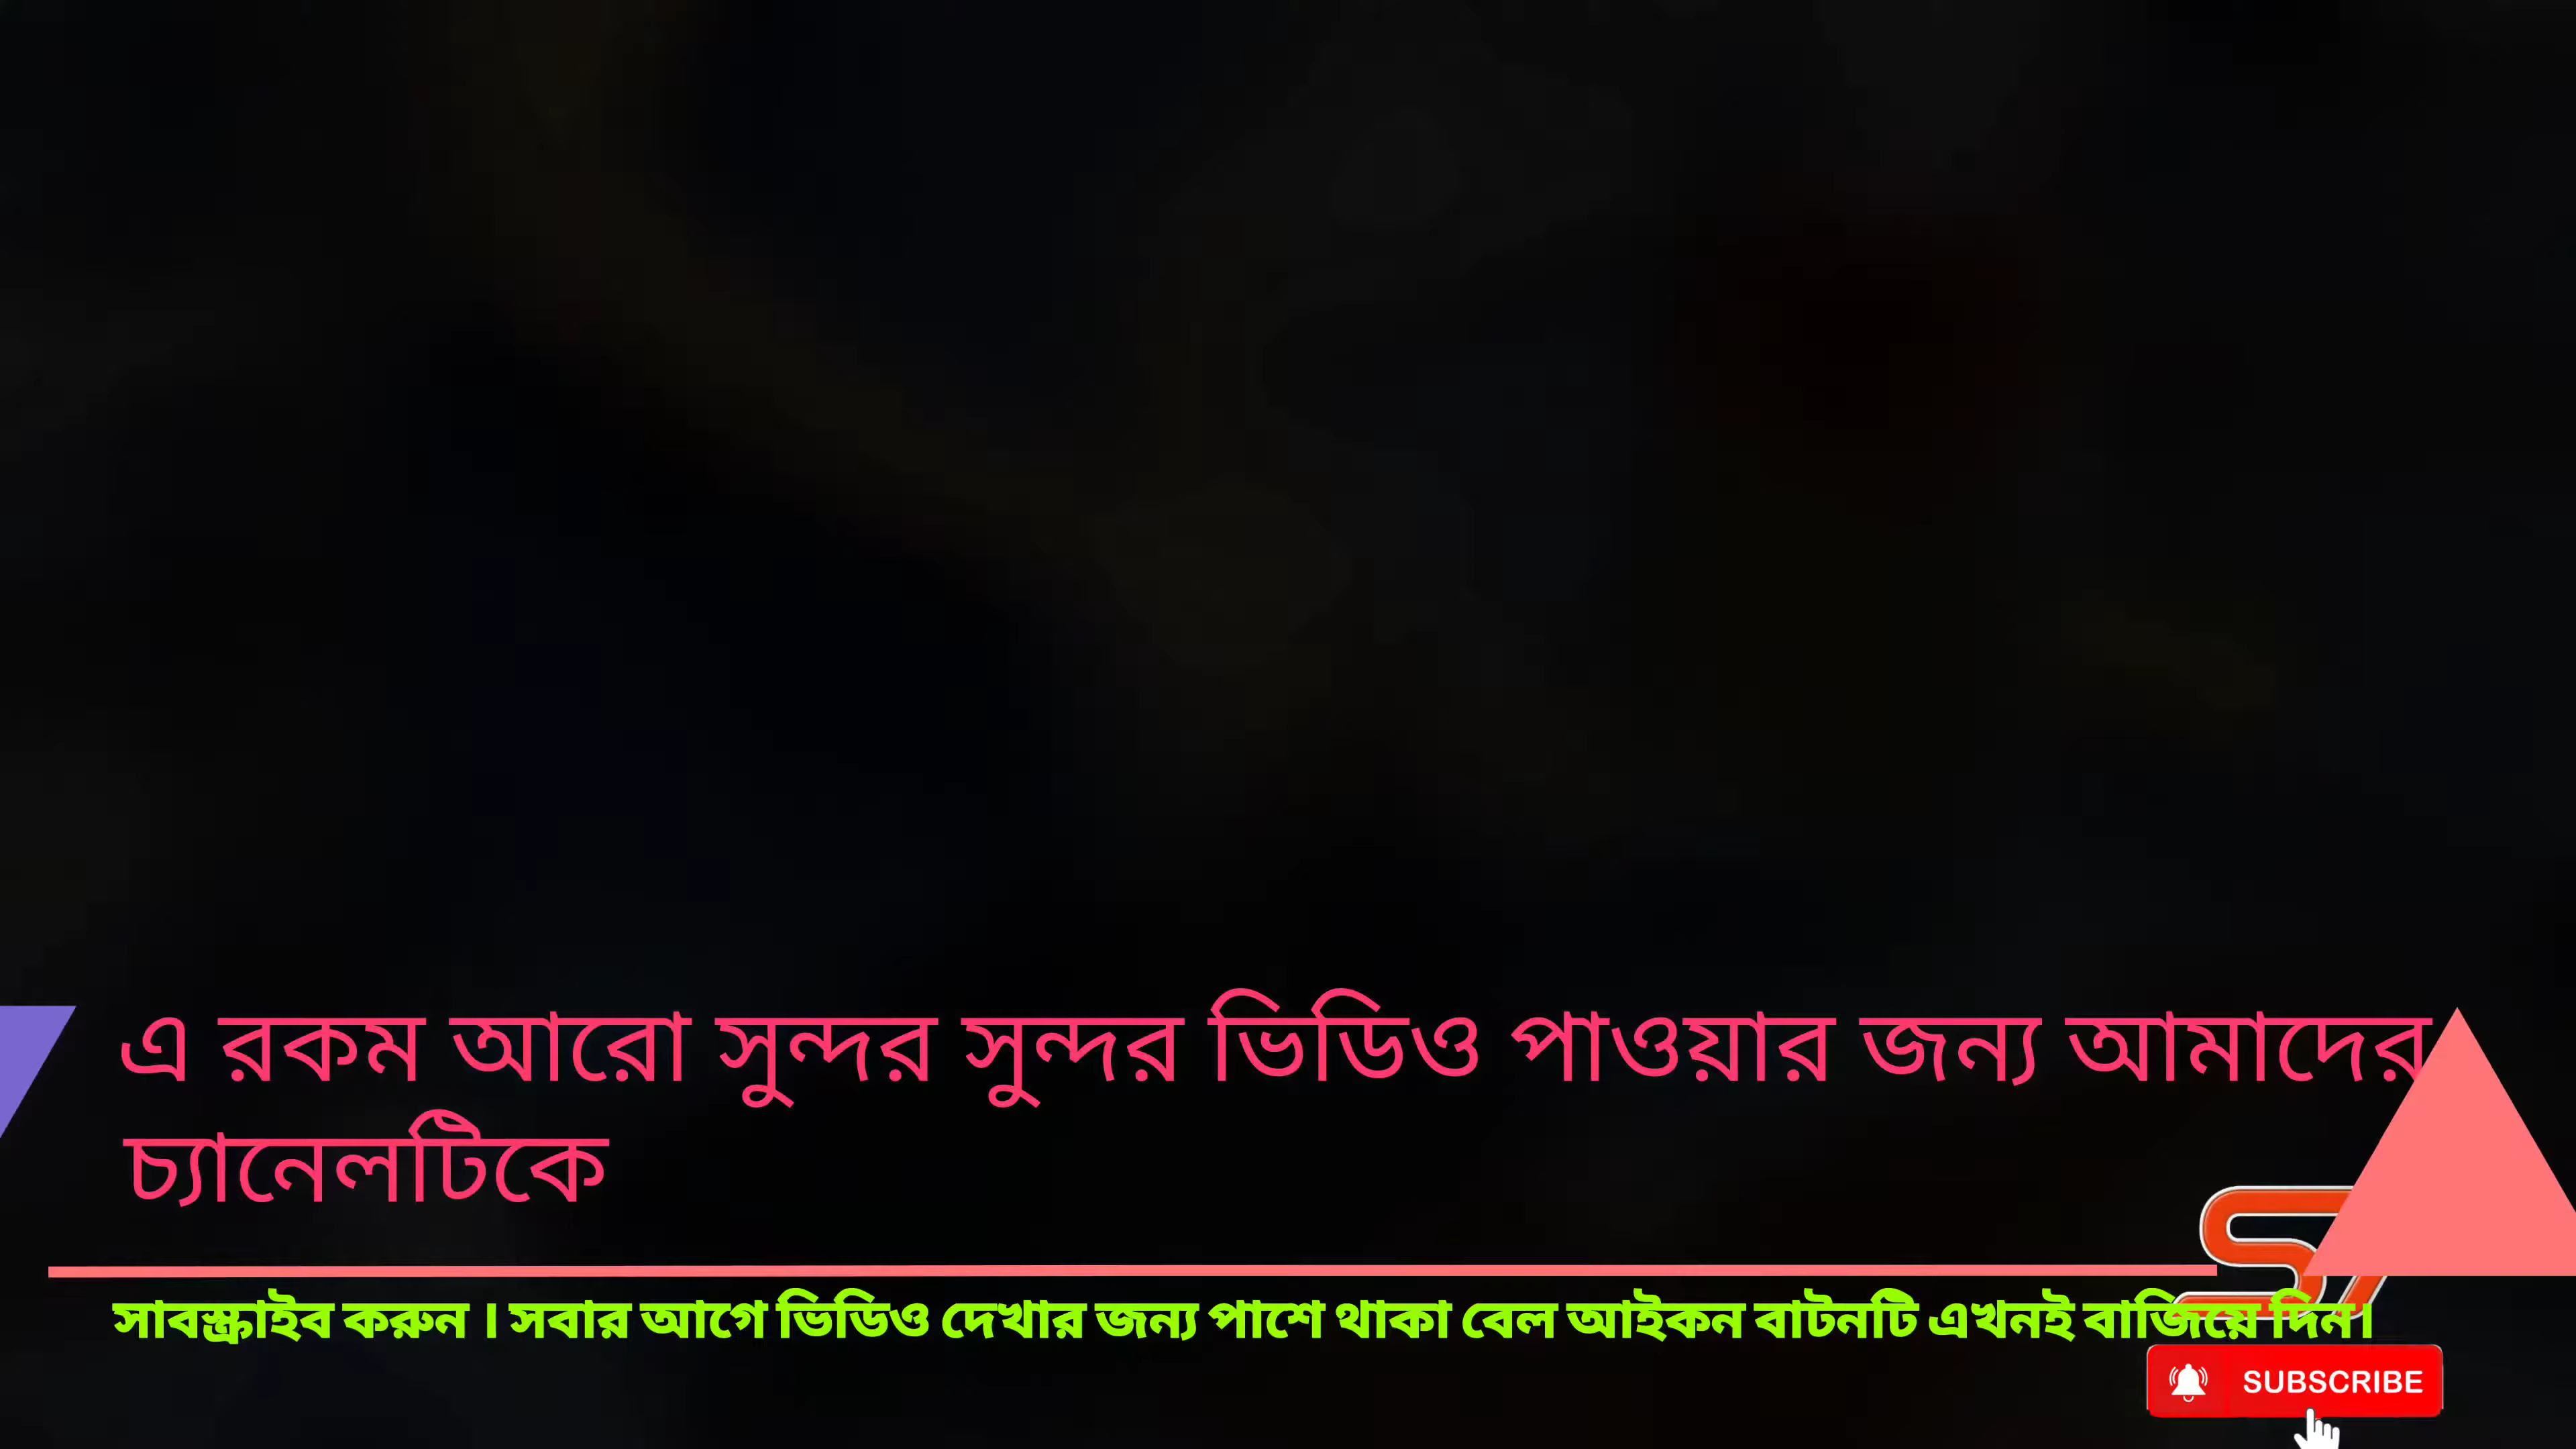 এ রকম আরো সুন্দর সুন্দর ভিডিও পাওয়ার জন্য আমাদের
চ্যানেলটিকে
সাবস্ক্রাইব করুন । সবার আগে ভিডিও দেখার জন্য পাশে থাকা বেল আইকন বাটনটি এখনই বাজিয়ে দিন।
SUBSCRIBE